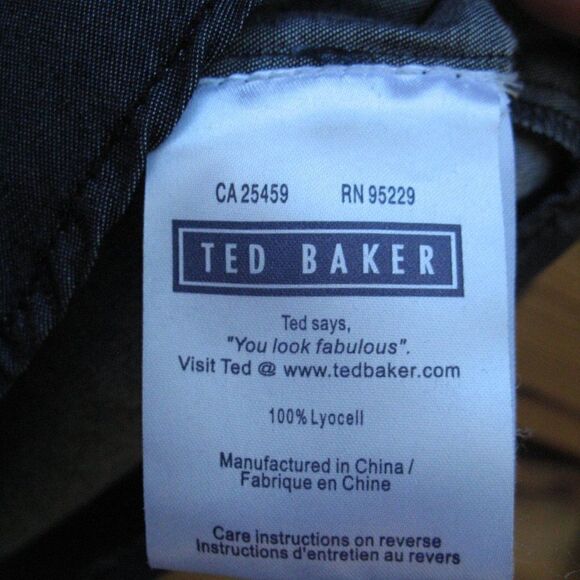 CA 25459 RN 95229
TED BAKER
Ted says,
"You look fabulous".
Visit Ted @ www.tedbaker.com
100% Lyocell
Manufactured in China /
Fabrique en Chine
Care instructions on reverse
Instructions d'entretien au revers